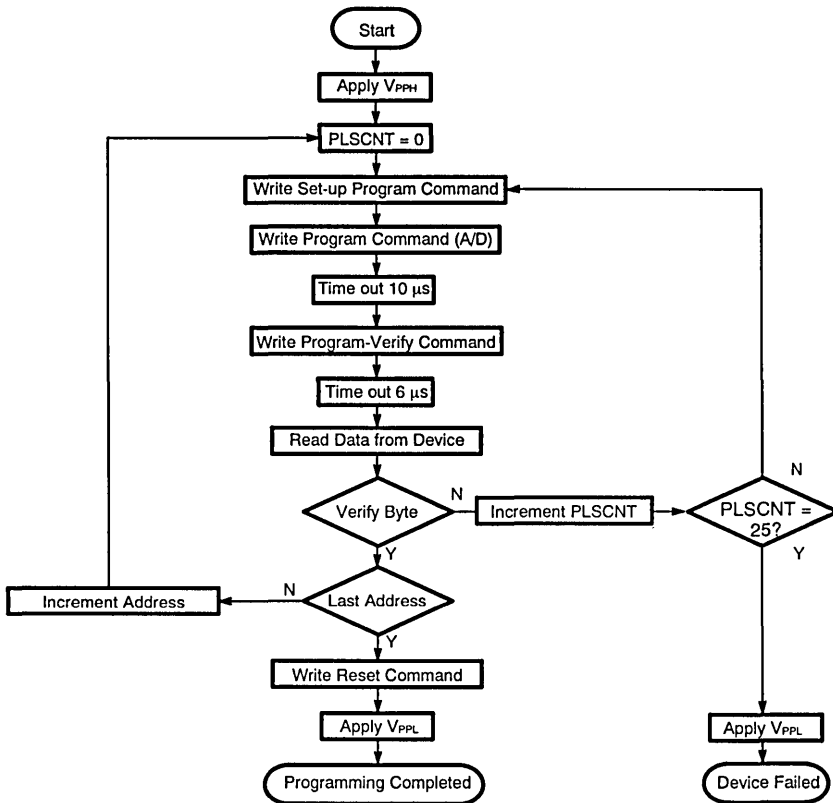 Start
Apply VPPH
PLSCNT = 0
Write Set-up Program Command
Write Program Command (A/D)
Time out 10 µs
Write Program-Verify Command
Time out 6 µs
Read Data from Device
Verify Byte
N
Y
Increment PLSCNT
PLSCNT =
25?
N
Y
Last Address
N
Y
Increment Address
Write Reset Command
Apply VPPL
Programming Completed
Apply VPPL
Device Failed